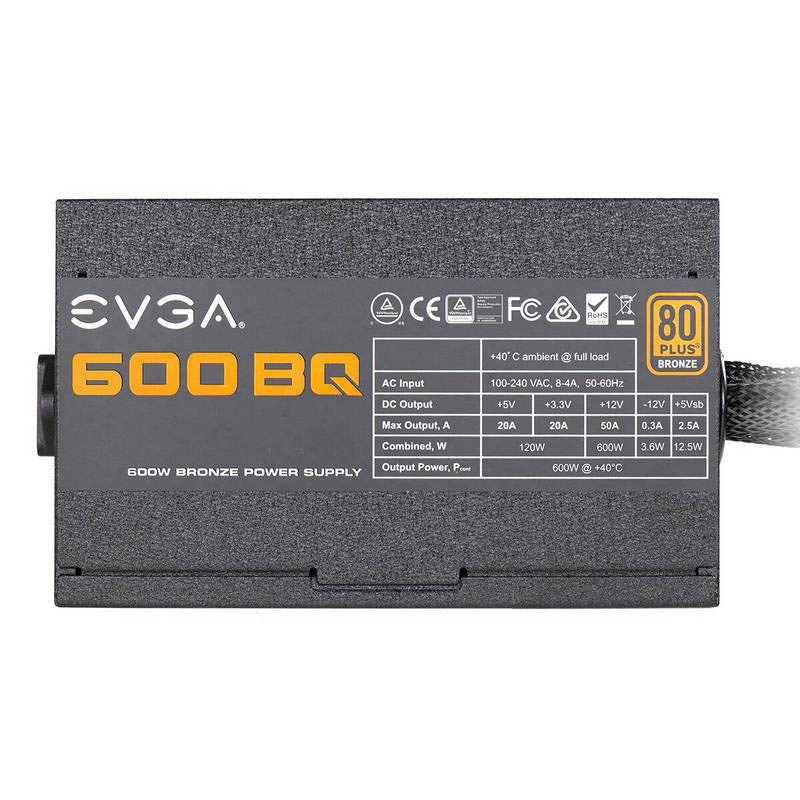 EVGA®
600 BQ
600W BRONZE POWER SUPPLY
CE FC RoHS
80 PLUS®
BRONZE
+40°C ambient @ full load
AC Input 100-240 VAC, 8-4A, 50-60Hz
DC Output +5V +3.3V +12V -12V +5Vsb
Max Output, A 20A 20A 50A 0.3A 2.5A
Combined, W 120W 600W 3.6W 12.5W
Output Power, Pcont 600W @ +40°C